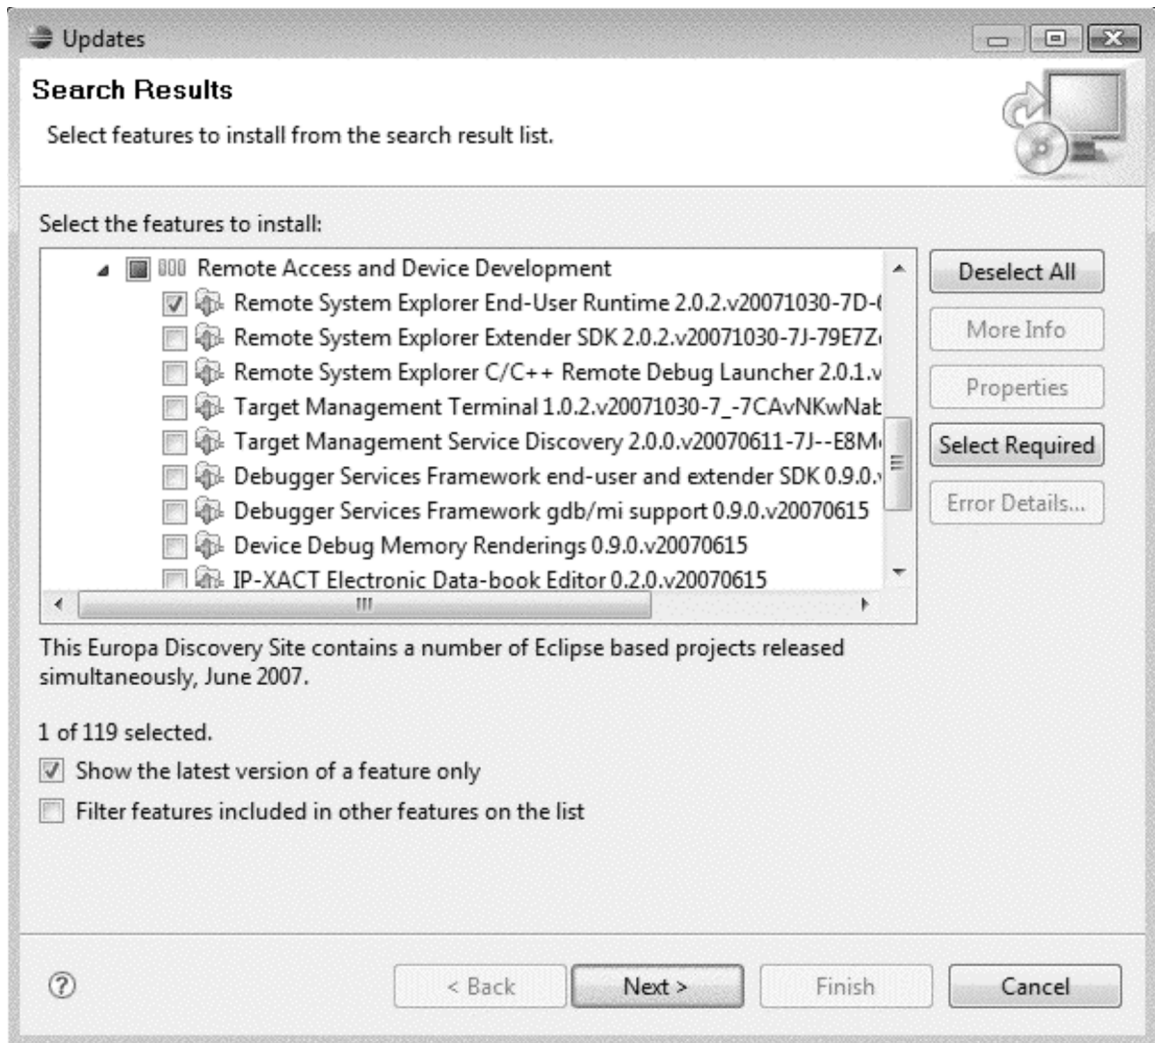 Updates
Search Results
Select features to install from the search result list.
Select the features to install:
Remote Access and Device Development
Deselect All
Remote System Explorer End-User Runtime 2.0.2.v20071030-7D-
Remote System Explorer Extender SDK 2.0.2.v20071030-7J-79E7Z
More Info
Remote System Explorer C/C++ Remote Debug Launcher 2.0.1.v
Properties
Target Management Terminal 1.0.2.v20071030-7_-7CAvNKwNab
Target Management Service Discovery 2.0.0.v20070611-7J--E8M
Select Required
Debugger Services Framework end-user and extender SDK 0.9.0.v
Debugger Services Framework gdb/mi support 0.9.0.v20070615
Error Details...
Device Debug Memory Renderings 0.9.0.v20070615
IP-XACT Electronic Data-book Editor 0.2.0.v20070615
This Europa Discovery Site contains a number of Eclipse based projects released
simultaneously, June 2007.
1 of 119 selected.
Show the latest version of a feature only
Filter features included in other features on the list
? < Back Next > Finish Cancel